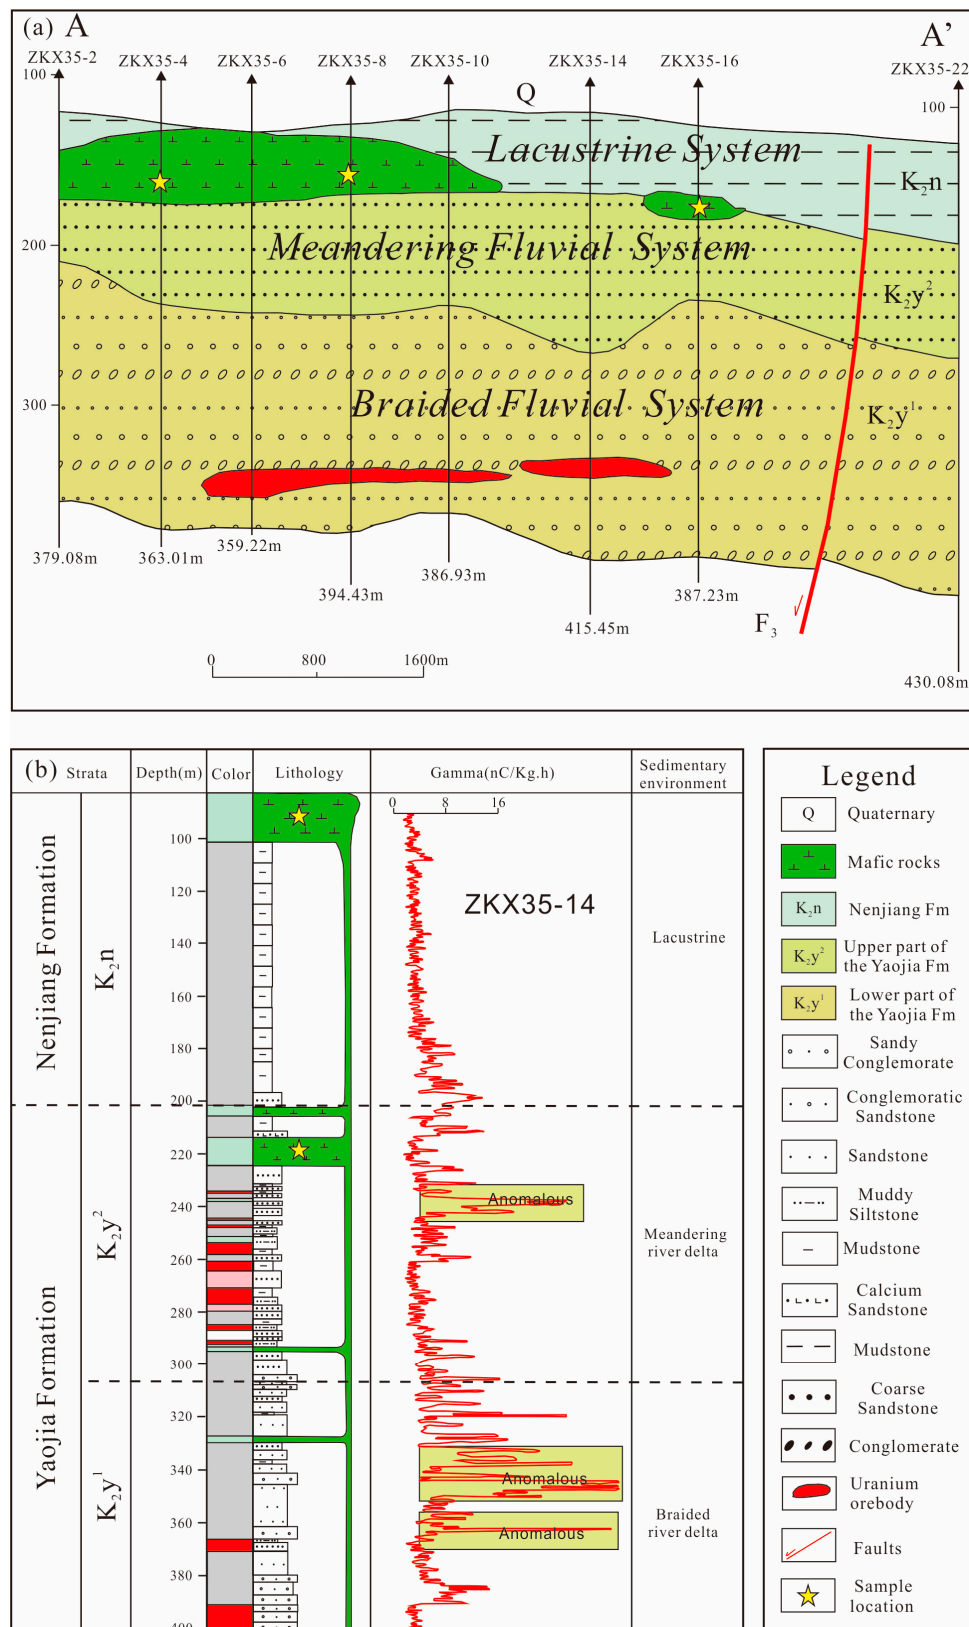 (a) A
A’
ZKX35-2 ZKX35-4 ZKX35-6 ZKX35-8 ZKX35-10 ZKX35-14 ZKX35-16 ZKX35-22
100
100
Q
Lacustrine System
K₂n
200
Meandering Fluvial System
K₂y²
300
Braided Fluvial System
K₂y¹
379.08m
363.01m
359.22m
394.43m
386.93m
415.45m
387.23m
F₃
430.08m
0 800 1600m
(b) Strata Depth(m) Color Lithology Gamma(nC/Kg.h) Sedimentary
environment
0 8 16
Nenjiang Formation
K₂n
Yaojia Formation
K₂y²
K₂y¹
100
120
140
160
180
200
220
240
260
280
300
320
340
360
380
400
ZKX35-14
Anomalous
Anomalous
Anomalous
Lacustrine
Meandering
river delta
Braided
river delta
Legend
Q Quaternary
Mafic rocks
K₂n Nenjiang Fm
K₂y² Upper part of
the Yaojia Fm
K₂y¹ Lower part of
the Yaojia Fm
Sandy
Conglomorate
Conglomoratic
Sandstone
Sandstone
Muddy
Siltstone
Mudstone
Calcium
Sandstone
Mudstone
Coarse
Sandstone
Conglomerate
Uranium
orebody
Faults
Sample
location